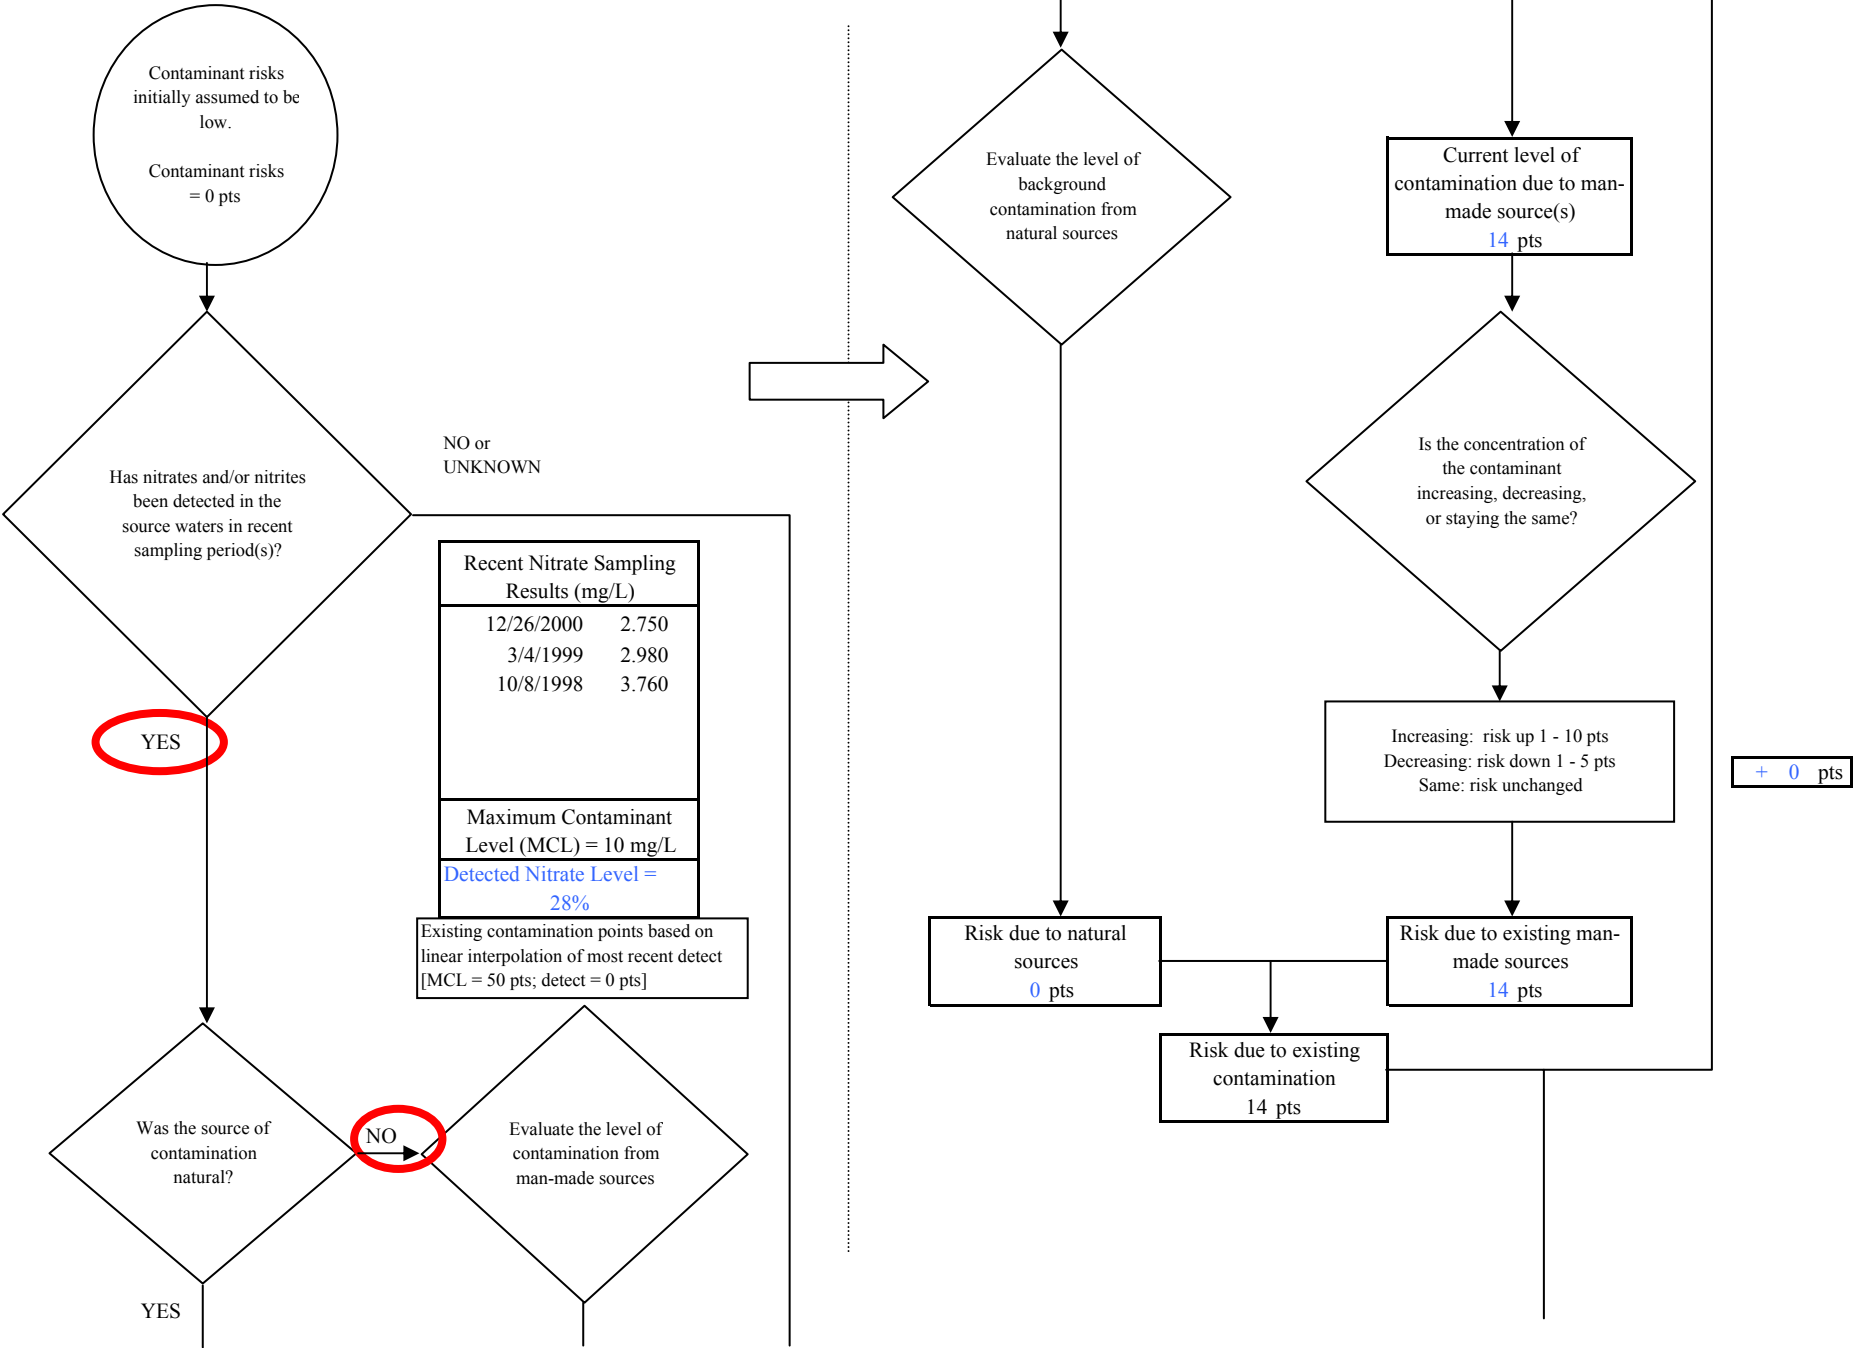 Contaminant risks
initially assumed to be
low.
Contaminant risks
= 0 pts
Has nitrates and/or nitrites
been detected in the
source waters in recent
sampling period(s)?
NO or
UNKNOWN
YES
Recent Nitrate Sampling
Results (mg/L)
12/26/2000 2.750
3/4/1999 2.980
10/8/1998 3.760
Maximum Contaminant
Level (MCL) = 10 mg/L
Detected Nitrate Level =
28%
Existing contamination points based on
linear interpolation of most recent detect
[MCL = 50 pts; detect = 0 pts]
Was the source of
contamination
natural?
NO
Evaluate the level of
contamination from
man-made sources
YES
Evaluate the level of
background
contamination from
natural sources
Current level of
contamination due to man-
made source(s)
14 pts
Is the concentration of
the contaminant
increasing, decreasing,
or staying the same?
Increasing: risk up 1 - 10 pts
Decreasing: risk down 1 - 5 pts
Same: risk unchanged
+ 0 pts
Risk due to natural
sources
0 pts
Risk due to existing man-
made sources
14 pts
Risk due to existing
contamination
14 pts